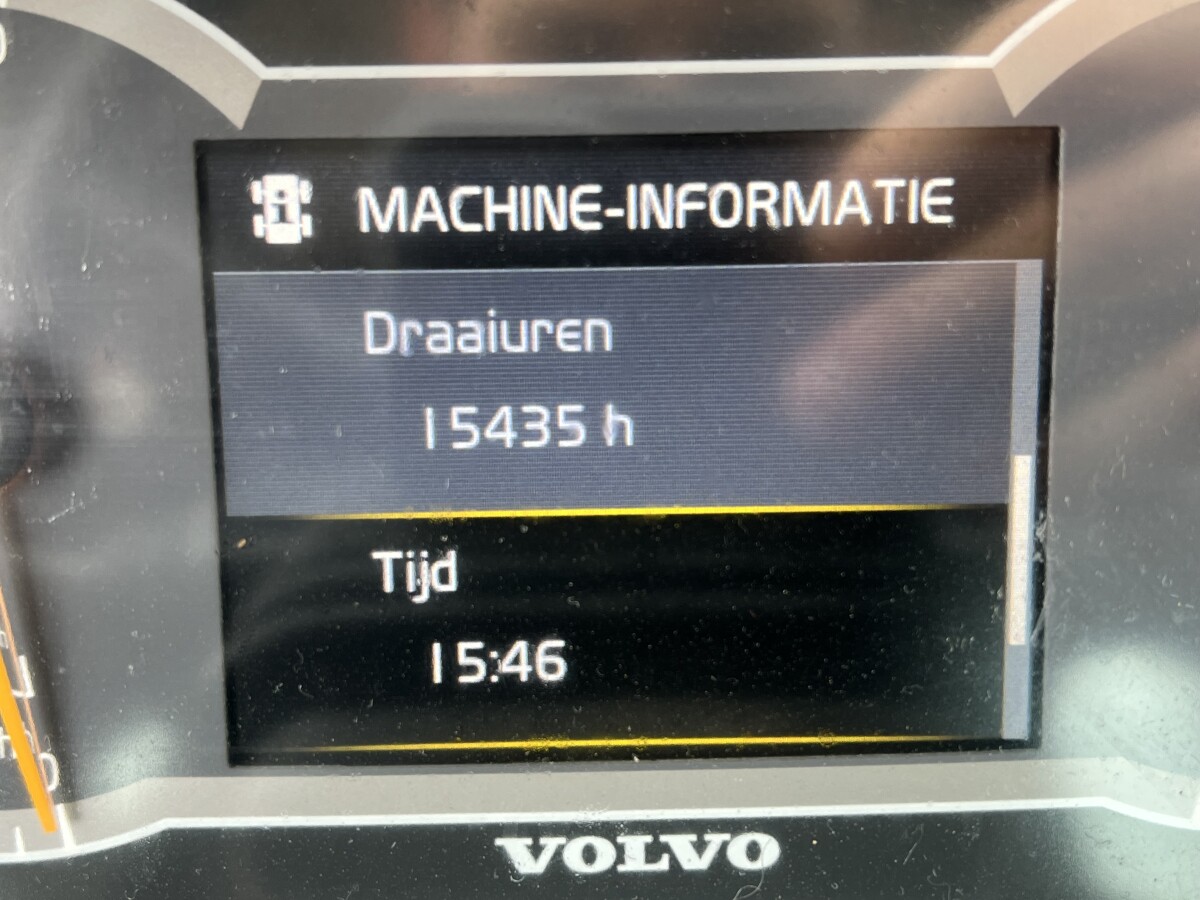 MACHINE-INFORMATIE
Draaiuren
15435 h
Tijd
15:46
VOLVO